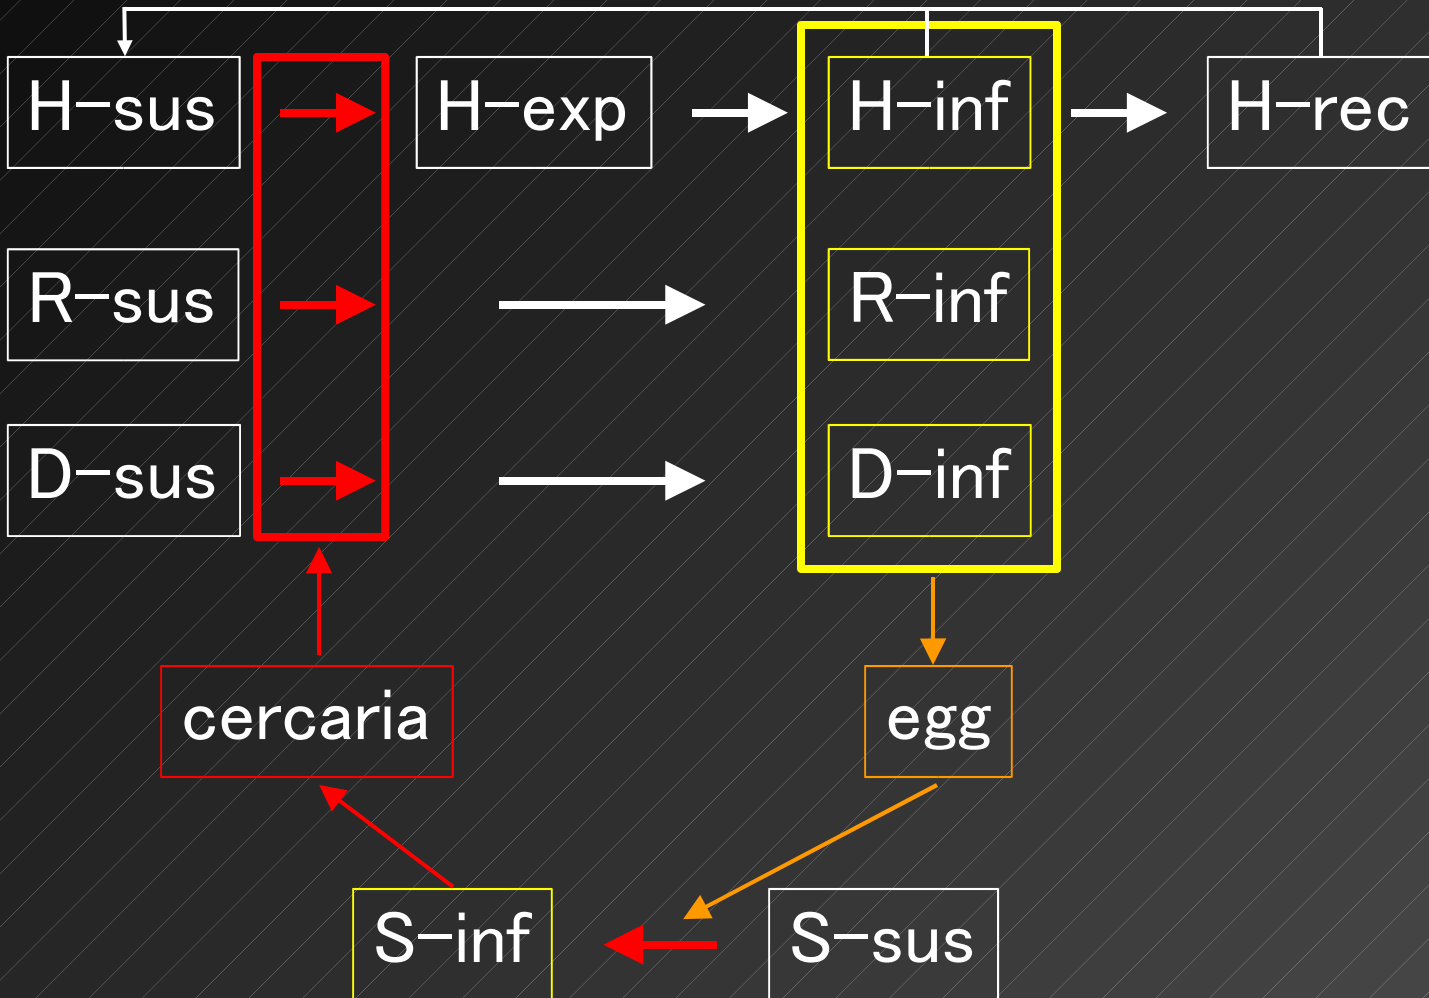 H-sus
H-exp
H-inf
H-rec
R-sus
R-inf
D-sus
D-inf
cercaria
egg
S-inf
S-sus